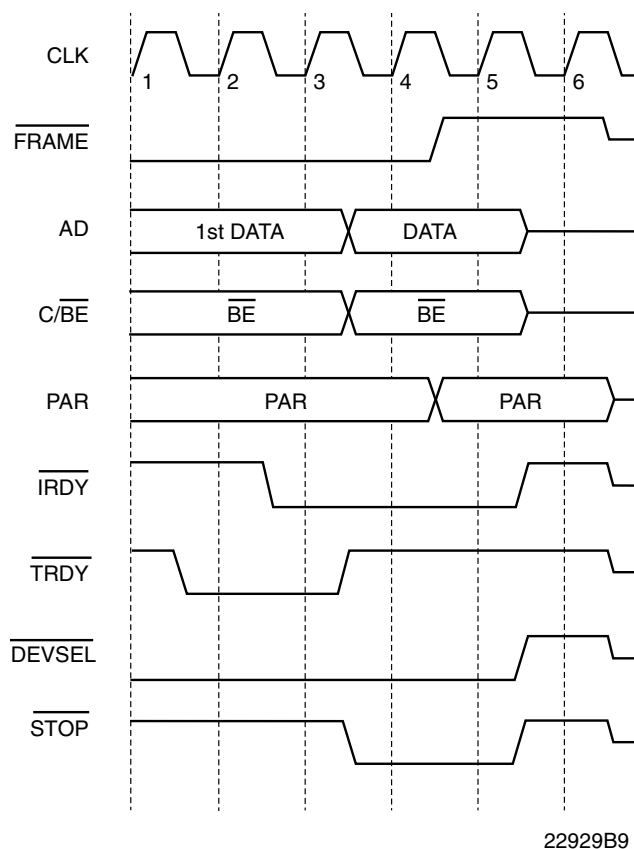 CLK
1 2 3 4 5 6
FRAME
AD
1st DATA DATA
C/BE
BE BE
PAR
PAR PAR
IRDY
TRDY
DEVSEL
STOP
22929B9